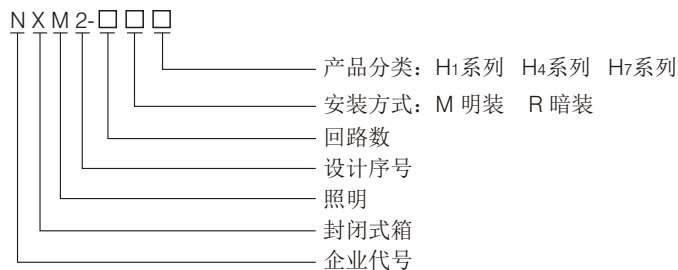 NXM2-□□□
产品分类：H1系列 H4系列 H7系列
安装方式：M 明装 R 暗装
回路数
设计序号
照明
封闭式箱
企业代号